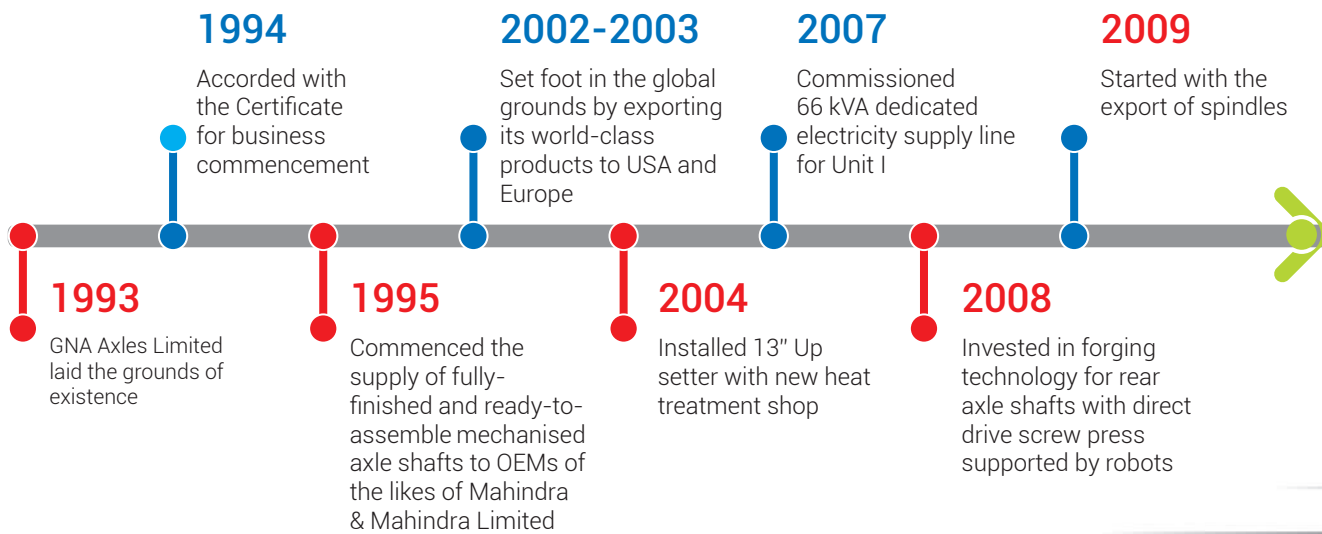 1994
Accorded with
the Certificate
for business
commencement
2002-2003
Set foot in the global
grounds by exporting
its world-class
products to USA and
Europe
2007
Commissioned
66 kVA dedicated
electricity supply line
for Unit I
2009
Started with the
export of spindles
1993
GNA Axles Limited
laid the grounds of
existence
1995
Commenced the
supply of fully-
finished and ready-to-
assemble mechanised
axle shafts to OEMs of
the likes of Mahindra
& Mahindra Limited
2004
Installed 13” Up
setter with new heat
treatment shop
2008
Invested in forging
technology for rear
axle shafts with direct
drive screw press
supported by robots